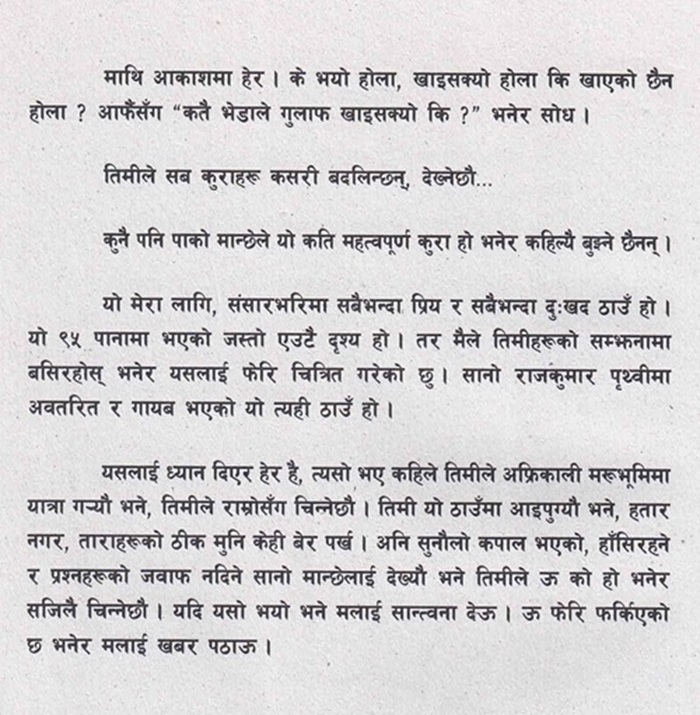 माथि आकाशमा हेर । के भयो होला, खाइसक्यो होला कि खाएको छैन
होला ? आफैंसँग “कतै भेडाले गुलाफ खाइसक्यो कि ?” भनेर सोध ।
तिमीले सब कुराहरू कसरी बदलिन्छन्, देख्नेछौ...
कुनै पनि पाको मान्छेले यो कति महत्वपूर्ण कुरा हो भनेर कहिल्यै बुझ्ने छैनन् ।
यो मेरा लागि, संसारभरिमा सबैभन्दा प्रिय र सबैभन्दा दुःखद ठाउँ हो ।
यो ९५ पानामा भएको जस्तो एउटै दृश्य हो । तर मैले तिमीहरूको सम्झनामा
बसिरहोस् भनेर यसलाई फेरि चित्रित गरेको छु । सानो राजकुमार पृथ्वीमा
अवतरित र गायब भएको यो त्यही ठाउँ हो ।
यसलाई ध्यान दिएर हेर है, त्यसो भए कहिले तिमीले अफ्रिकाली मरूभूमिमा
यात्रा गऱ्यौ भने, तिमीले राम्रोसँग चिन्नेछौ । तिमी यो ठाउँमा आइपुग्यौ भने, हतार
नगर, ताराहरूको ठीक मुनि केही बेर पर्ख । अनि सुनौलो कपाल भएको, हाँसिरहने
र प्रश्नहरूको जवाफ नदिने सानो मान्छेलाई देख्यौ भने तिमीले ऊ को हो भनेर
सजिलै चिन्नेछौ । यदि यसो भयो भने मलाई सान्त्वना देऊ । ऊ फेरि फर्किएको
छ भनेर मलाई खबर पठाऊ ।